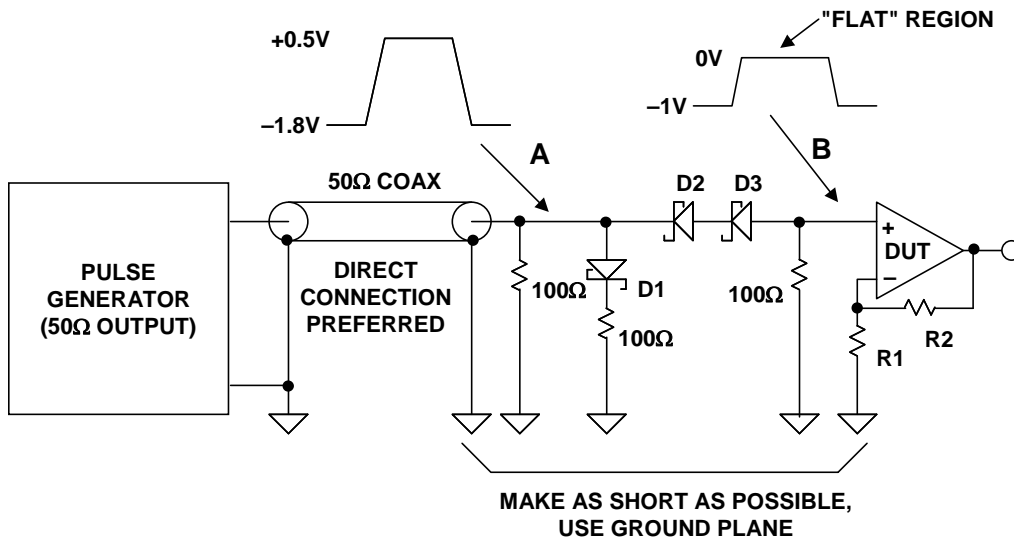 "FLAT" REGION
+0.5V
0V
–1V
–1.8V
A
B
50Ω COAX
D2
D3
+
DUT
–
PULSE
GENERATOR
(50Ω OUTPUT)
DIRECT
CONNECTION
PREFERRED
100Ω
D1
100Ω
100Ω
R2
R1
MAKE AS SHORT AS POSSIBLE,
USE GROUND PLANE